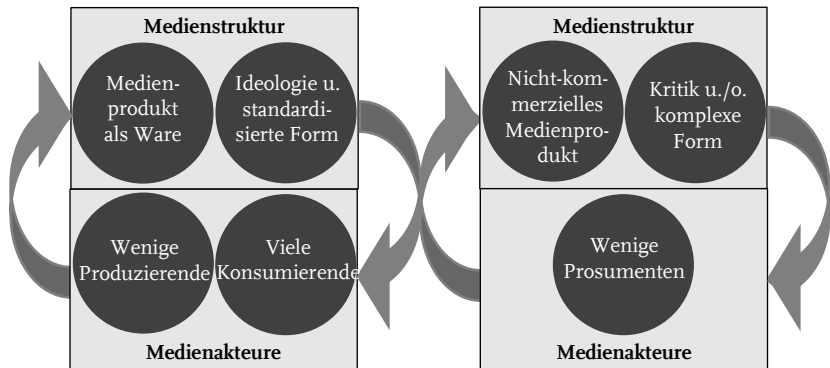 Medienstruktur
Medien-
produkt
als Ware
Ideologie u.
standardi-
sierte Form
Wenige
Produzierende
Viele
Konsumierende
Medienakteure
Medienstruktur
Nicht-kom-
merzielles
Medienpro-
dukt
Kritik u./o.
komplexe
Form
Wenige
Prosumenten
Medienakteure